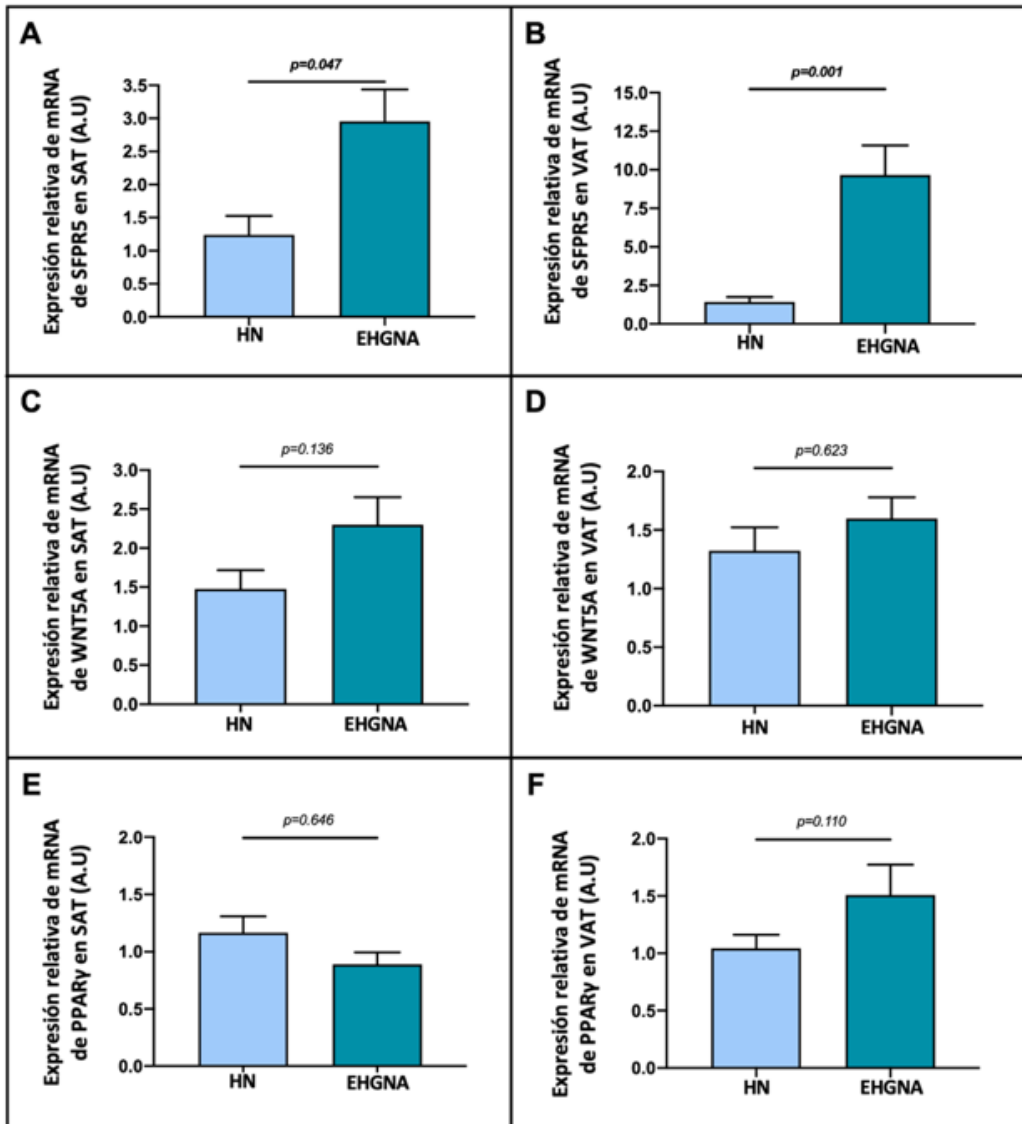 A
p=0.047
Expresión relativa de mRNA
de SFPR5 en SAT (A.U)
3.5
3.0
2.5
2.0
1.5
1.0
0.5
0.0
HN
EHGNA
B
p=0.001
Expresión relativa de mRNA
de SFPR5 en VAT (A.U)
15.0
12.5
10.0
7.5
5.0
2.5
0.0
HN
EHGNA
C
p=0.136
Expresión relativa de mRNA
de WNT5A en SAT (A.U)
3.0
2.5
2.0
1.5
1.0
0.5
0.0
HN
EHGNA
D
p=0.623
Expresión relativa de mRNA
de WNT5A en VAT (A.U)
2.0
1.5
1.0
0.5
0.0
HN
EHGNA
E
p=0.646
Expresión relativa de mRNA
de PPARγ en SAT (A.U)
2.0
1.5
1.0
0.5
0.0
HN
EHGNA
F
p=0.110
Expresión relativa de mRNA
de PPARγ en VAT (A.U)
2.0
1.5
1.0
0.5
0.0
HN
EHGNA